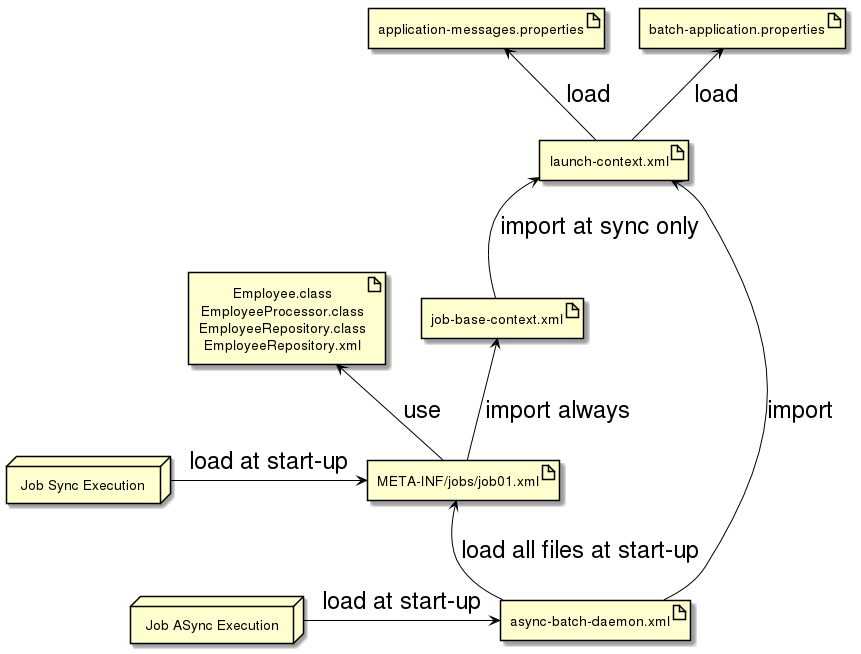 application-messages.properties
batch-application.properties
load
load
launch-context.xml
import at sync only
Employee.class
EmployeeProcessor.class
EmployeeRepository.class
EmployeeRepository.xml
job-base-context.xml
use
import always
import
load at start-up
Job Sync Execution
META-INF/jobs/job01.xml
load all files at start-up
load at start-up
Job ASync Execution
async-batch-daemon.xml